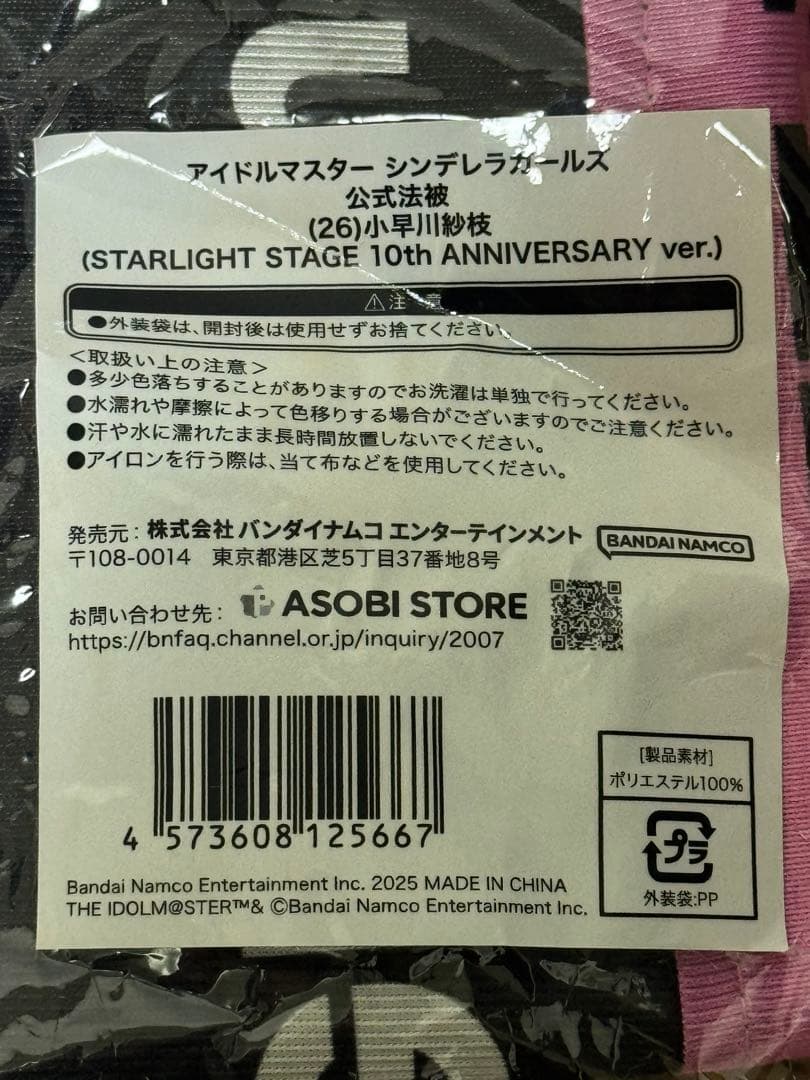 アイドルマスター シンデレラガールズ
公式法被
(26)小早川紗枝
(STARLIGHT STAGE 10th ANNIVERSARY ver.)
⚠注 意
●外装袋は、開封後は使用せずお捨てください。
＜取扱い上の注意＞
●多少色落ちすることがありますのでお洗濯は単独で行ってください。
●水濡れや摩擦によって色移りする場合がございますのでご注意ください。
●汗や水に濡れたまま長時間放置しないでください。
●アイロンを行う際は、当て布などを使用してください。
発売元：株式会社 バンダイナムコ エンターテインメント
BANDAI NAMCO
〒108-0014 東京都港区芝5丁目37番地8号
お問い合わせ先： ASOBI STORE
https://bnfaq.channel.or.jp/inquiry/2007
4 573608 125667
[製品素材]
ポリエステル100%
プラ
外装袋:PP
Bandai Namco Entertainment Inc. 2025 MADE IN CHINA
THE IDOLM@STER™& ©Bandai Namco Entertainment Inc.